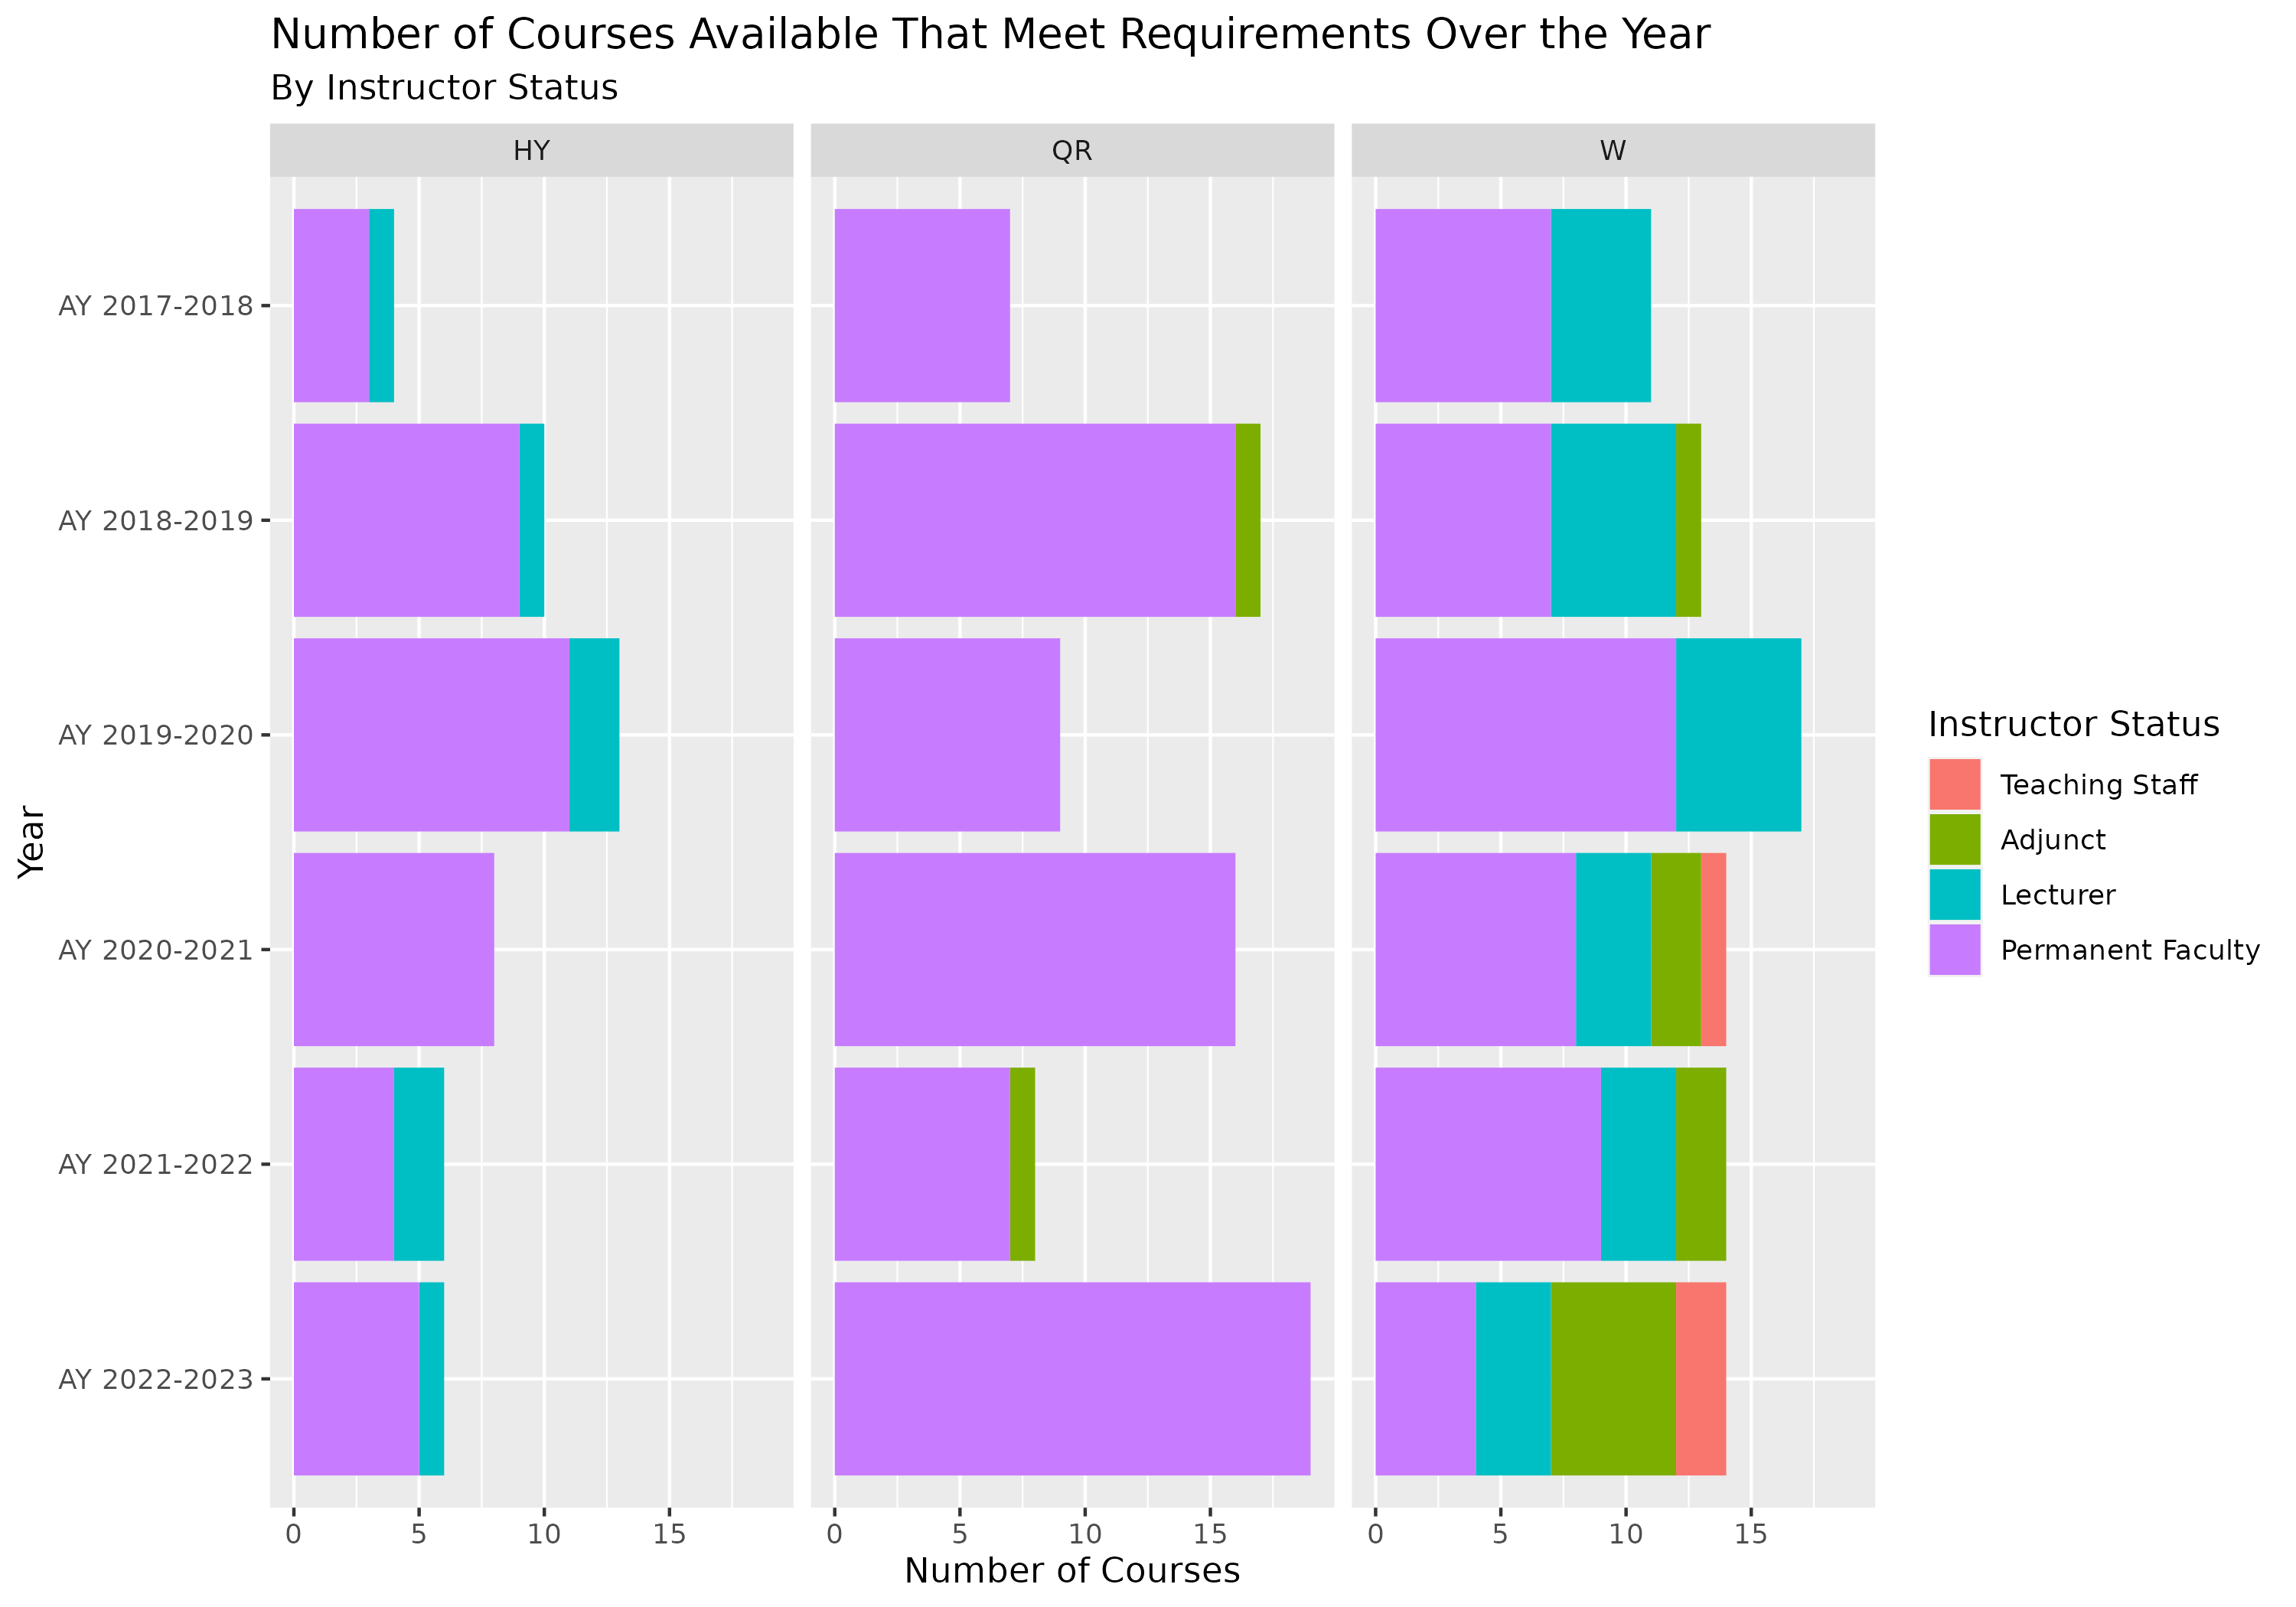 Number of Courses Available That Meet Requirements Over the Year
By Instructor Status
HY
QR
W
Year
AY 2017-2018
AY 2018-2019
AY 2019-2020
AY 2020-2021
AY 2021-2022
AY 2022-2023
0 5 10 15
0 5 10 15
0 5 10 15
Number of Courses
Instructor Status
Teaching Staff
Adjunct
Lecturer
Permanent Faculty